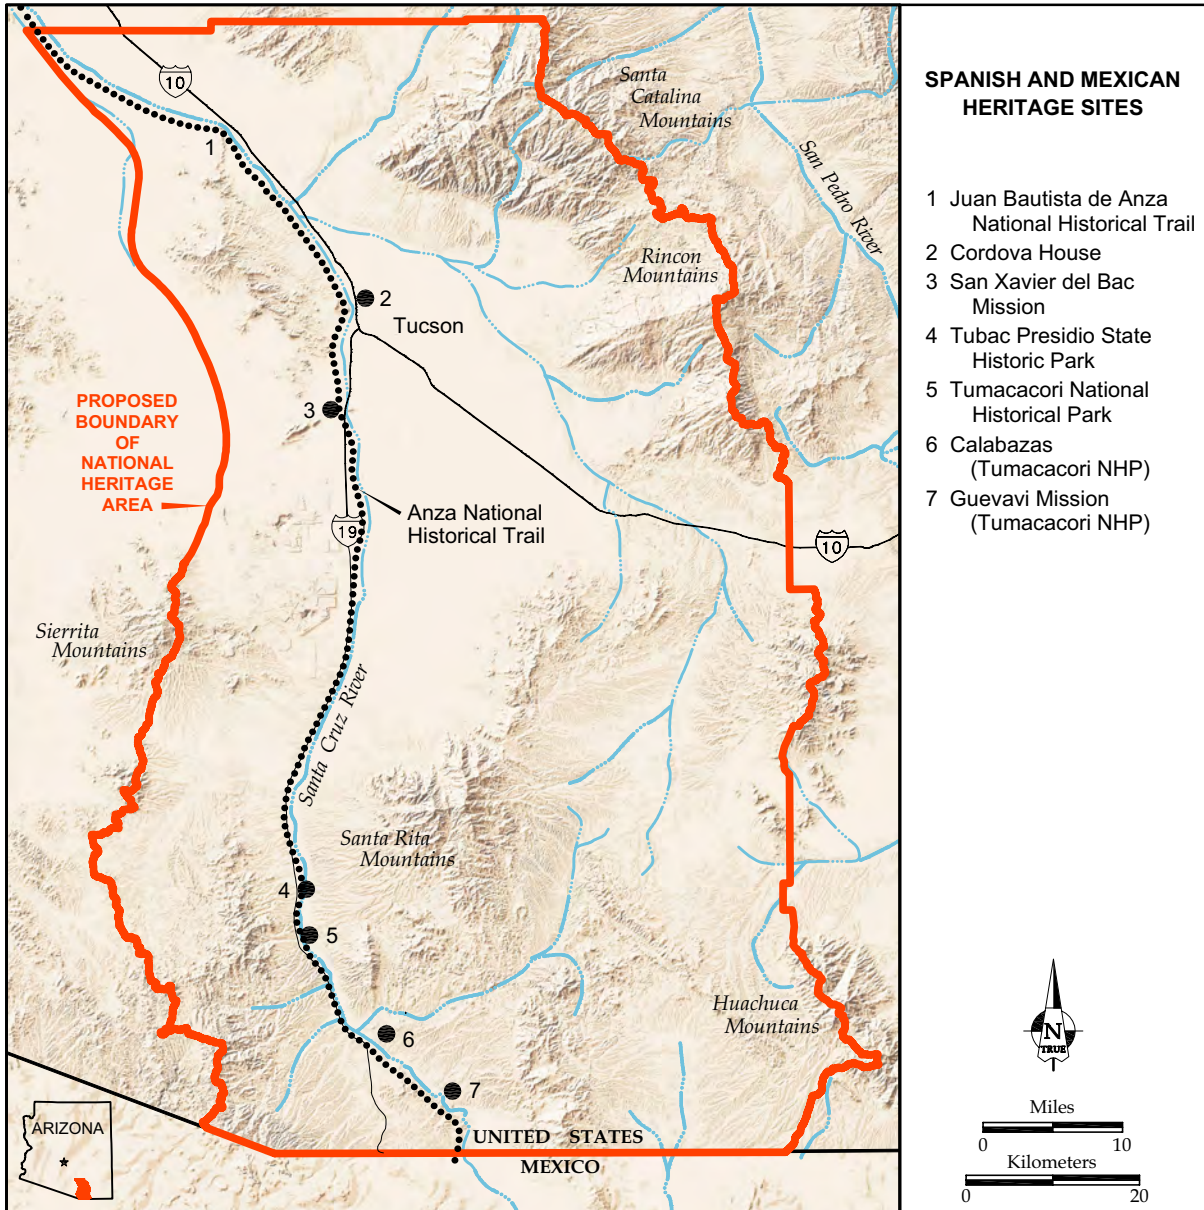 10
Santa
Catalina
Mountains
1
San Pedro River
Rincon
Mountains
2
Tucson
PROPOSED
BOUNDARY
OF
NATIONAL
HERITAGE
AREA
3
Anza National
Historical Trail
19
10
Sierrita
Mountains
Santa Cruz River
Santa Rita
Mountains
4
5
Huachuca
Mountains
6
7
UNITED STATES
MEXICO
ARIZONA
SPANISH AND MEXICAN
HERITAGE SITES
1 Juan Bautista de Anza
National Historical Trail
2 Cordova House
3 San Xavier del Bac
Mission
4 Tubac Presidio State
Historic Park
5 Tumacacori National
Historical Park
6 Calabazas
(Tumacacori NHP)
7 Guevavi Mission
(Tumacacori NHP)
N
TRUE
Miles
0 10
Kilometers
0 20